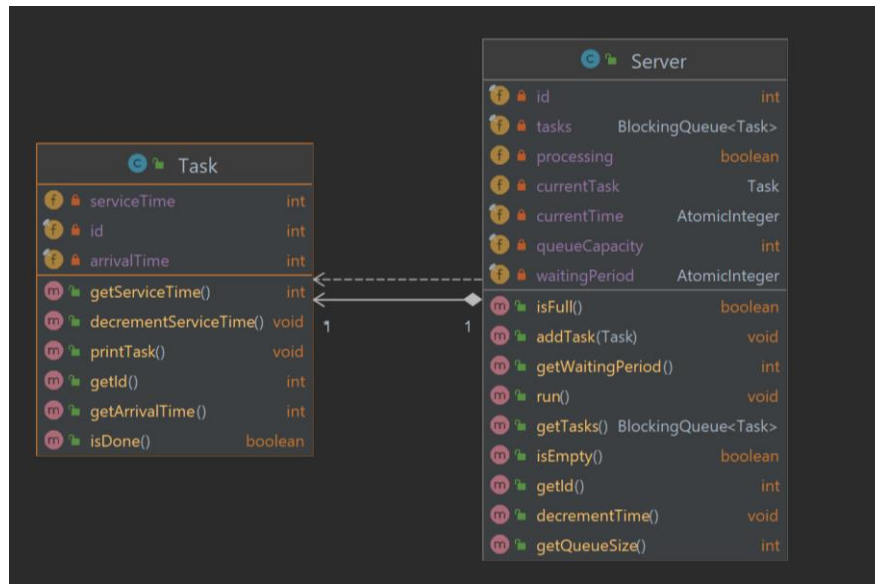 Task
serviceTime int
id int
arrivalTime int
getServiceTime() int
decrementServiceTime() void
printTask() void
getId() int
getArrivalTime() int
isDone() boolean
1
1
Server
id int
tasks BlockingQueue<Task>
processing boolean
currentTask Task
currentTime AtomicInteger
queueCapacity int
waitingPeriod AtomicInteger
isFull() boolean
addTask(Task) void
getWaitingPeriod() int
run() void
getTasks() BlockingQueue<Task>
isEmpty() boolean
getId() int
decrementTime() void
getQueueSize() int